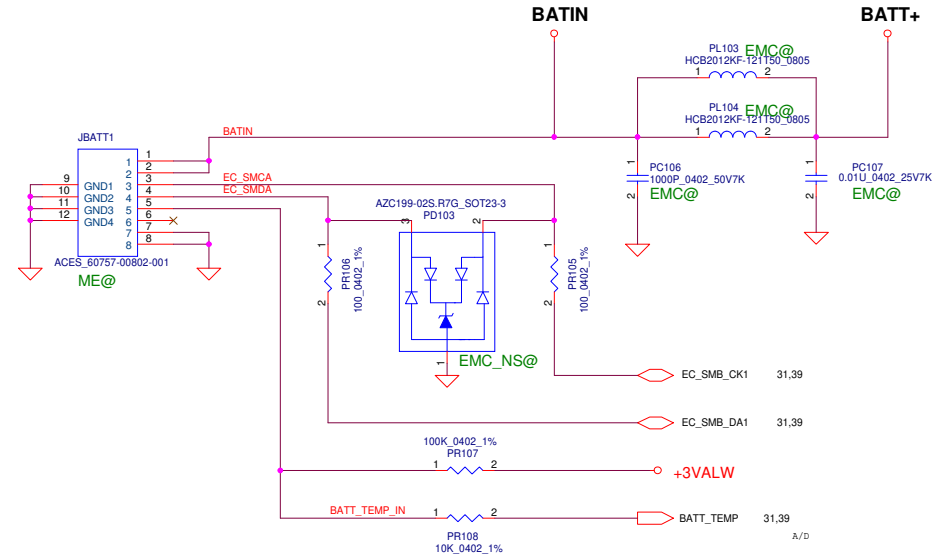 BATIN
BATT+
PL103
EMC@
HCB2012KF-121T50_0805
1
2
PL104
EMC@
HCB2012KF-121T50_0805
1
2
JBATT1
BATIN
1
1
2
2
EC_SMCA
3
3
EC_SMDA
4
4
5
5
6
6
7
7
8
8
9
GND1
10
GND2
11
GND3
12
GND4
ACES_60757-00802-001
ME@
1
PC106
1000P_0402_50V7K
2
EMC@
1
PC107
0.01U_0402_25V7K
2
EMC@
AZC199-02S.R7G_SOT23-3
PD103
3
2
1
EMC_NS@
1
PR106
100_0402_1%
2
1
PR105
100_0402_1%
2
EC_SMB_CK1
31,39
EC_SMB_DA1
31,39
100K_0402_1%
PR107
1
2
+3VALW
BATT_TEMP_IN
1
2
BATT_TEMP
31,39
A/D
PR108
10K_0402_1%